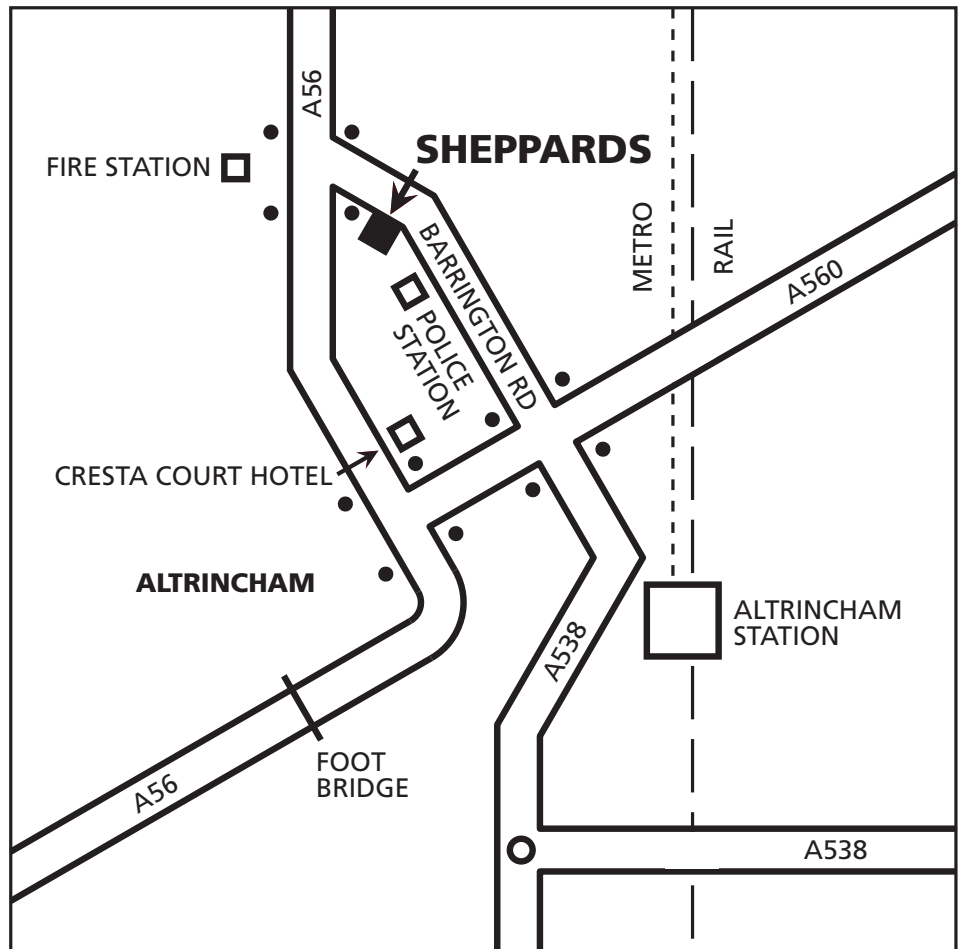 A56
SHEPPARDS
FIRE STATION
BARRINGTON RD
METRO
RAIL
A560
POLICE
STATION
CRESTA COURT HOTEL
ALTRINCHAM
ALTRINCHAM
STATION
A538
FOOT
BRIDGE
A56
A538